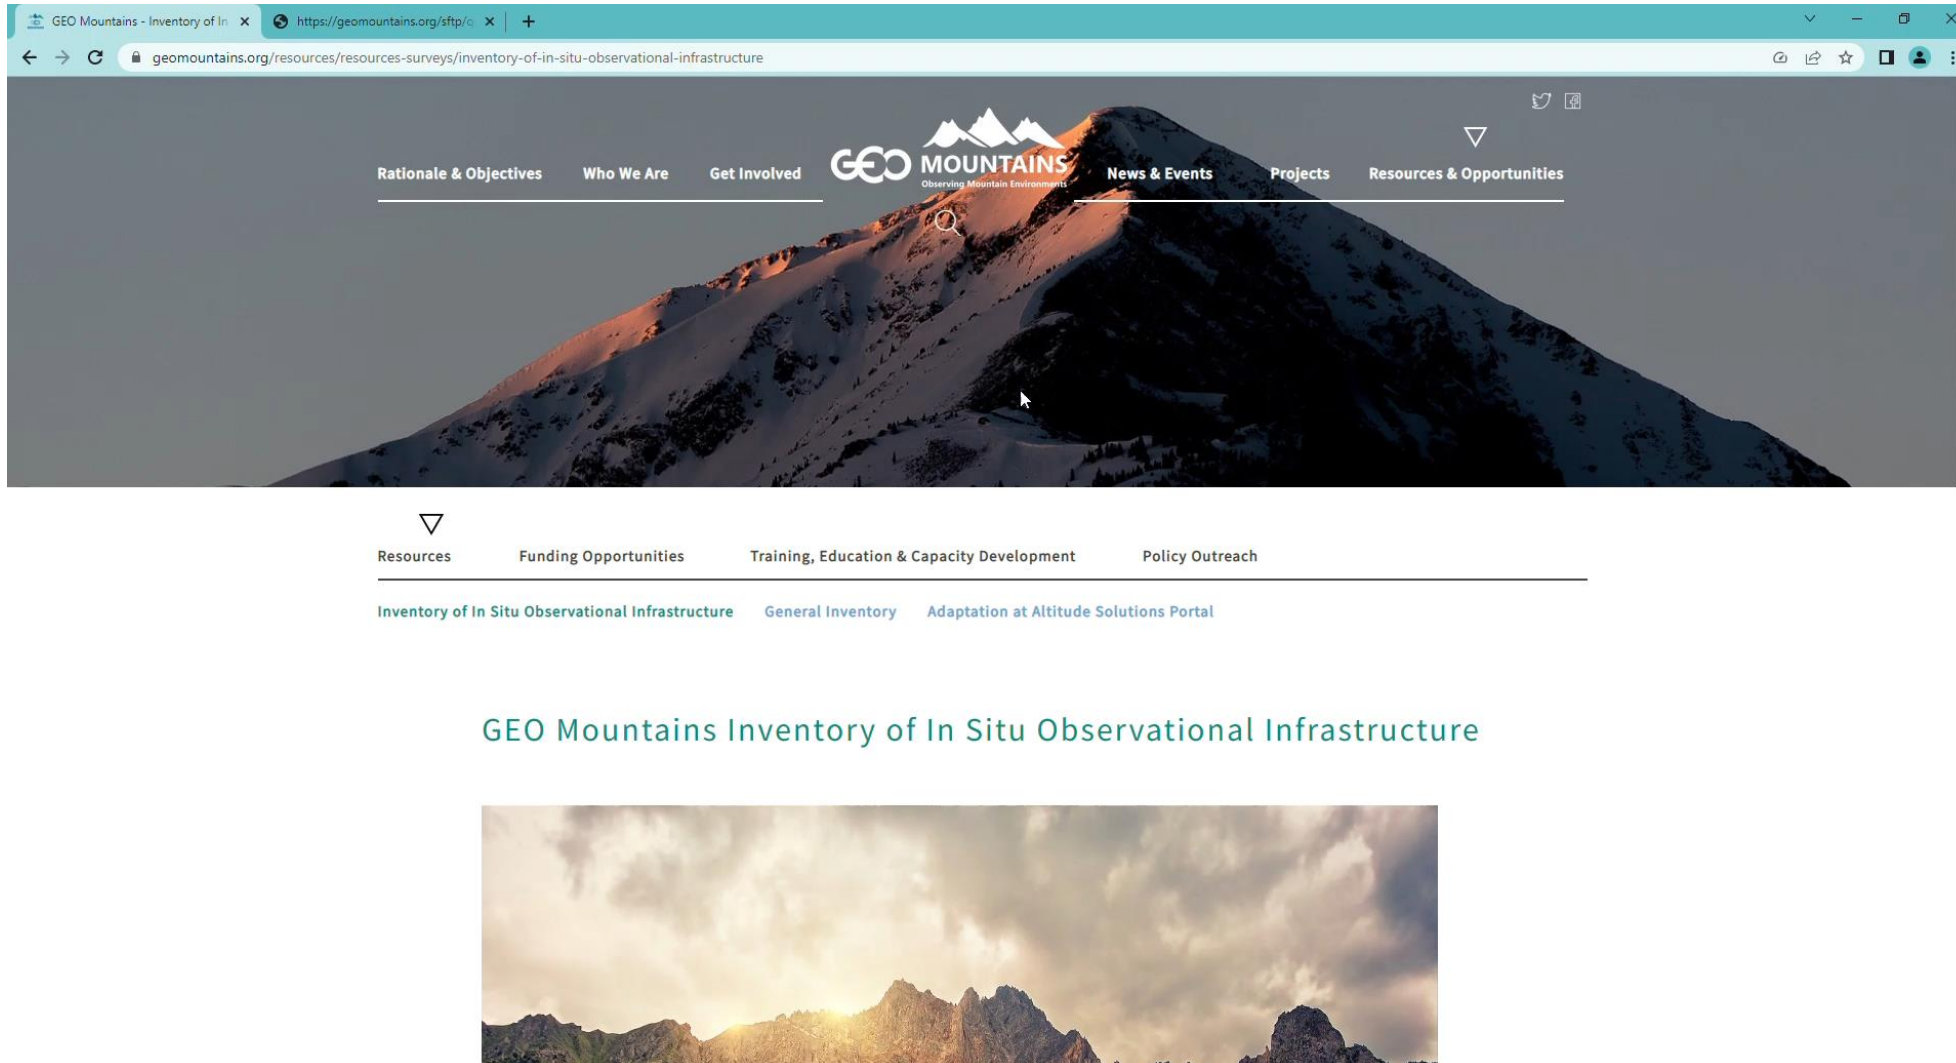 GEO Mountains - Inventory of In
https://geomountains.org/sftp/q
geomountains.org/resources/resources-surveys/inventory-of-in-situ-observational-infrastructure
Rationale & Objectives Who We Are Get Involved
GEO MOUNTAINS
Observing Mountain Environments
News & Events Projects Resources & Opportunities
Resources Funding Opportunities Training, Education & Capacity Development Policy Outreach
Inventory of In Situ Observational Infrastructure General Inventory Adaptation at Altitude Solutions Portal
GEO Mountains Inventory of In Situ Observational Infrastructure